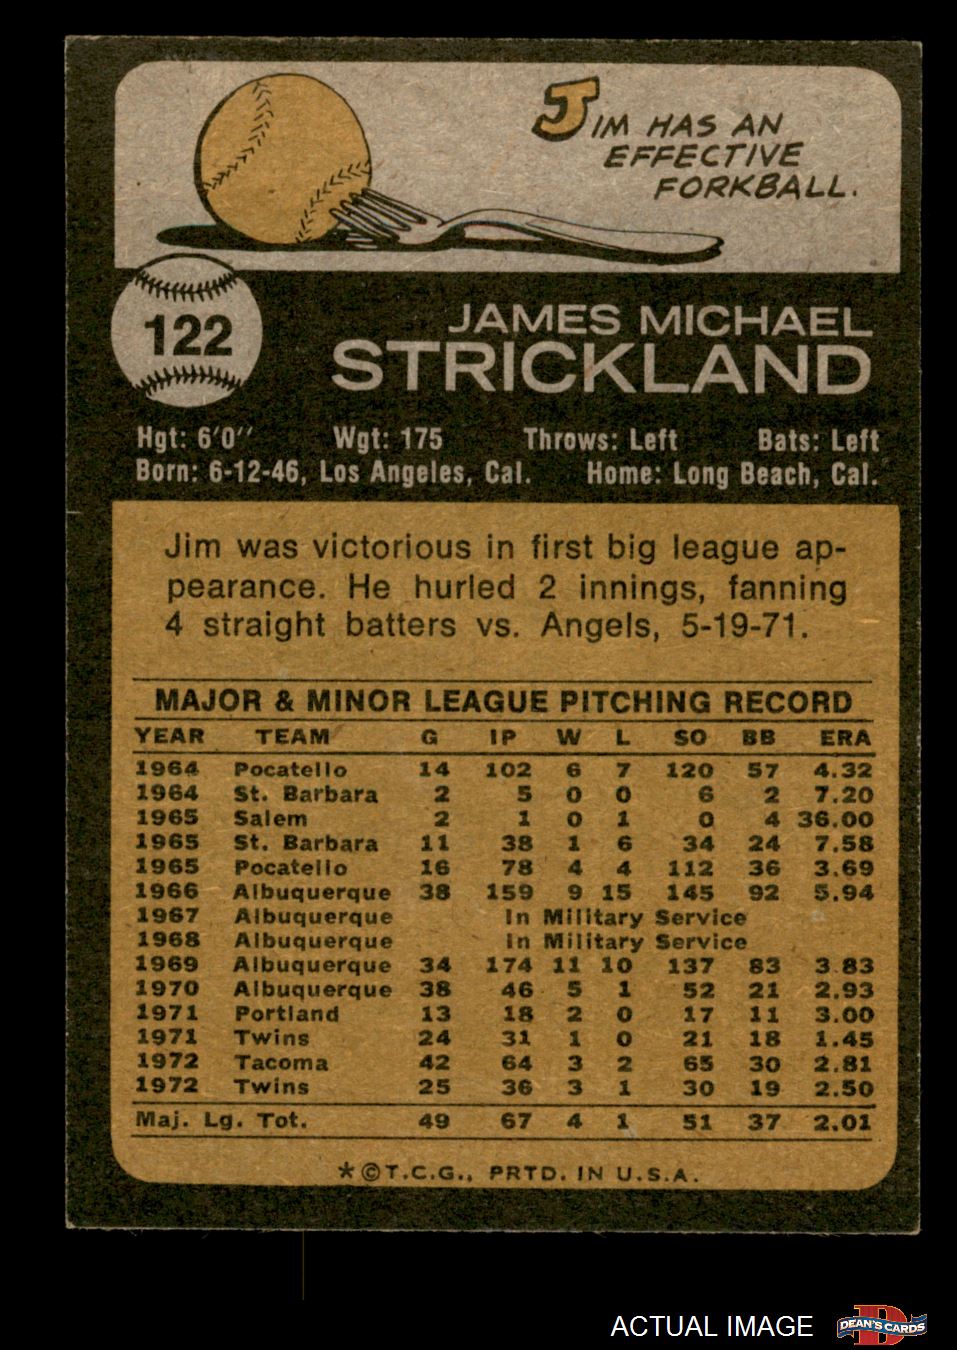 JIM HAS AN
EFFECTIVE
FORKBALL.
122
JAMES MICHAEL
STRICKLAND
Hgt: 6'0" Wgt: 175 Throws: Left Bats: Left
Born: 6-12-46, Los Angeles, Cal. Home: Long Beach, Cal.
Jim was victorious in first big league ap-
pearance. He hurled 2 innings, fanning
4 straight batters vs. Angels, 5-19-71.
MAJOR & MINOR LEAGUE PITCHING RECORD
YEAR TEAM G IP W L SO BB ERA
1964 Pocatello 14 102 6 7 120 57 4.32
1964 St. Barbara 2 5 0 0 6 2 7.20
1965 Salem 2 1 0 1 0 4 36.00
1965 St. Barbara 11 38 1 6 34 24 7.58
1965 Pocatello 16 78 4 4 112 36 3.69
1966 Albuquerque 38 159 9 15 145 92 5.94
1967 Albuquerque In Military Service
1968 Albuquerque In Military Service
1969 Albuquerque 34 174 11 10 137 83 3.83
1970 Albuquerque 38 46 5 1 52 21 2.93
1971 Portland 13 18 2 0 17 11 3.00
1971 Twins 24 31 1 0 21 18 1.45
1972 Tacoma 42 64 3 2 65 30 2.81
1972 Twins 25 36 3 1 30 19 2.50
Maj. Lg. Tot. 49 67 4 1 51 37 2.01
*©T.C.G., PRTD. IN U.S.A.
ACTUAL IMAGE
D
DEAN'S CARDS